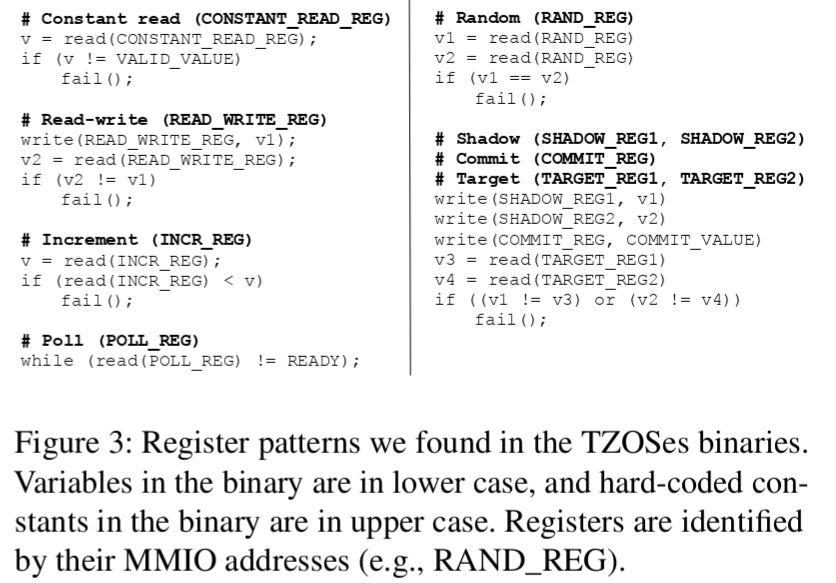 # Constant read (CONSTANT_READ_REG)
v = read(CONSTANT_READ_REG);
if (v != VALID_VALUE)
    fail();

# Read-write (READ_WRITE_REG)
write(READ_WRITE_REG, v1);
v2 = read(READ_WRITE_REG);
if (v2 != v1)
    fail();

# Increment (INCR_REG)
v = read(INCR_REG);
if (read(INCR_REG) < v)
    fail();

# Poll (POLL_REG)
while (read(POLL_REG) != READY);

# Random (RAND_REG)
v1 = read(RAND_REG)
v2 = read(RAND_REG)
if (v1 == v2)
    fail();

# Shadow (SHADOW_REG1, SHADOW_REG2)
# Commit (COMMIT_REG)
# Target (TARGET_REG1, TARGET_REG2)
write(SHADOW_REG1, v1)
write(SHADOW_REG2, v2)
write(COMMIT_REG, COMMIT_VALUE)
v3 = read(TARGET_REG1)
v4 = read(TARGET_REG2)
if ((v1 != v3) or (v2 != v4))
    fail();

Figure 3: Register patterns we found in the TZOSes binaries.
Variables in the binary are in lower case, and hard-coded con-
stants in the binary are in upper case. Registers are identified
by their MMIO addresses (e.g., RAND_REG).